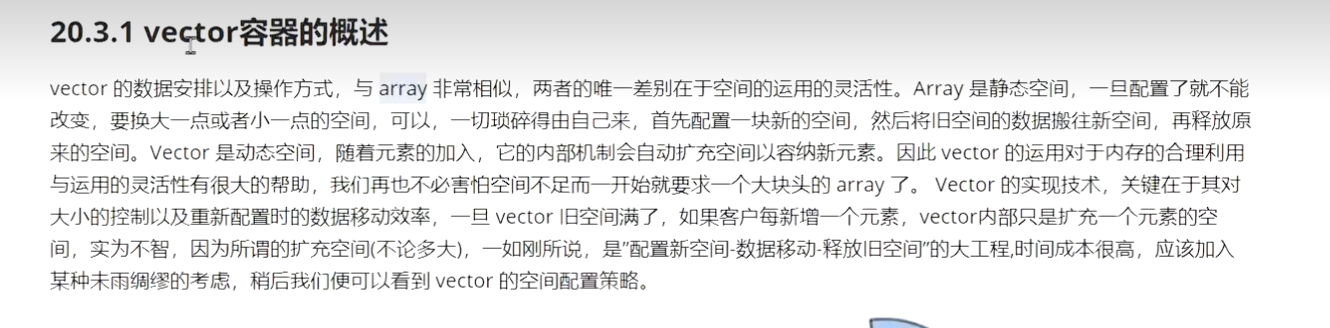 20.3.1 vector容器的概述
vector 的数据安排以及操作方式，与 array 非常相似，两者的唯一差别在于空间的运用的灵活性。Array 是静态空间，一旦配置了就不能
改变，要换大一点或者小一点的空间，可以，一切琐碎得由自己来，首先配置一块新的空间，然后将旧空间的数据搬往新空间，再释放原
来的空间。Vector 是动态空间，随着元素的加入，它的内部机制会自动扩充空间以容纳新元素。因此 vector 的运用对于内存的合理利用
与运用的灵活性有很大的帮助，我们再也不必害怕空间不足而一开始就要求一个大块头的 array 了。 Vector 的实现技术，关键在于其对
大小的控制以及重新配置时的数据移动效率，一旦 vector 旧空间满了，如果客户每新增一个元素，vector内部只是扩充一个元素的空
间，实为不智，因为所谓的扩充空间(不论多大)，一如刚所说，是"配置新空间-数据移动-释放旧空间"的大工程,时间成本很高，应该加入
某种未雨绸缪的考虑，稍后我们便可以看到 vector 的空间配置策略。